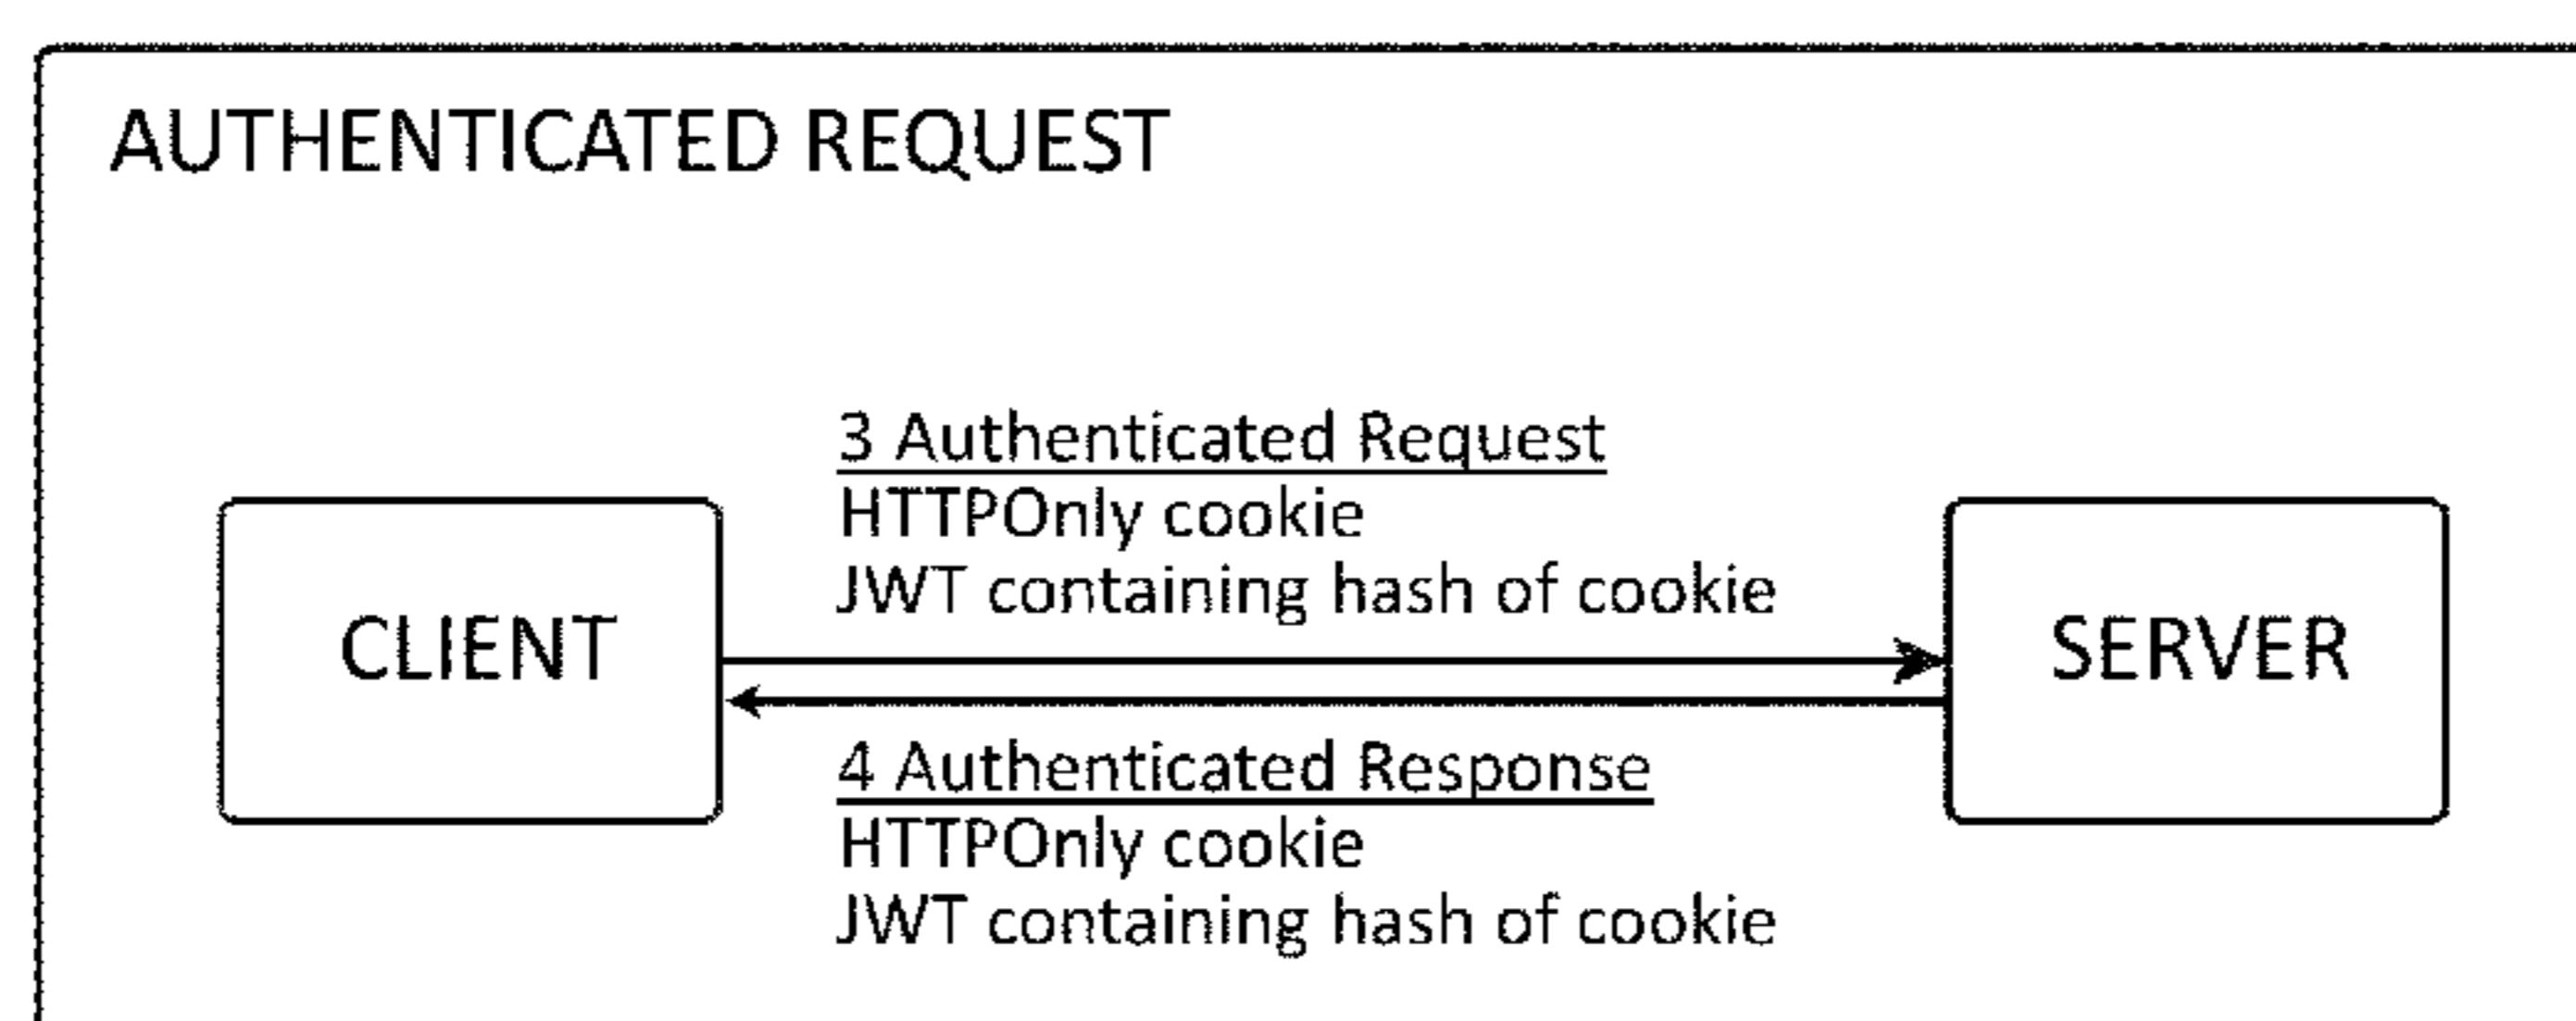 AUTHENTICATED REQUEST
3 Authenticated Request
HTTPOnly cookie
JWT containing hash of cookie
CLIENT
SERVER
4 Authenticated Response
HTTPOnly cookie
JWT containing hash of cookie